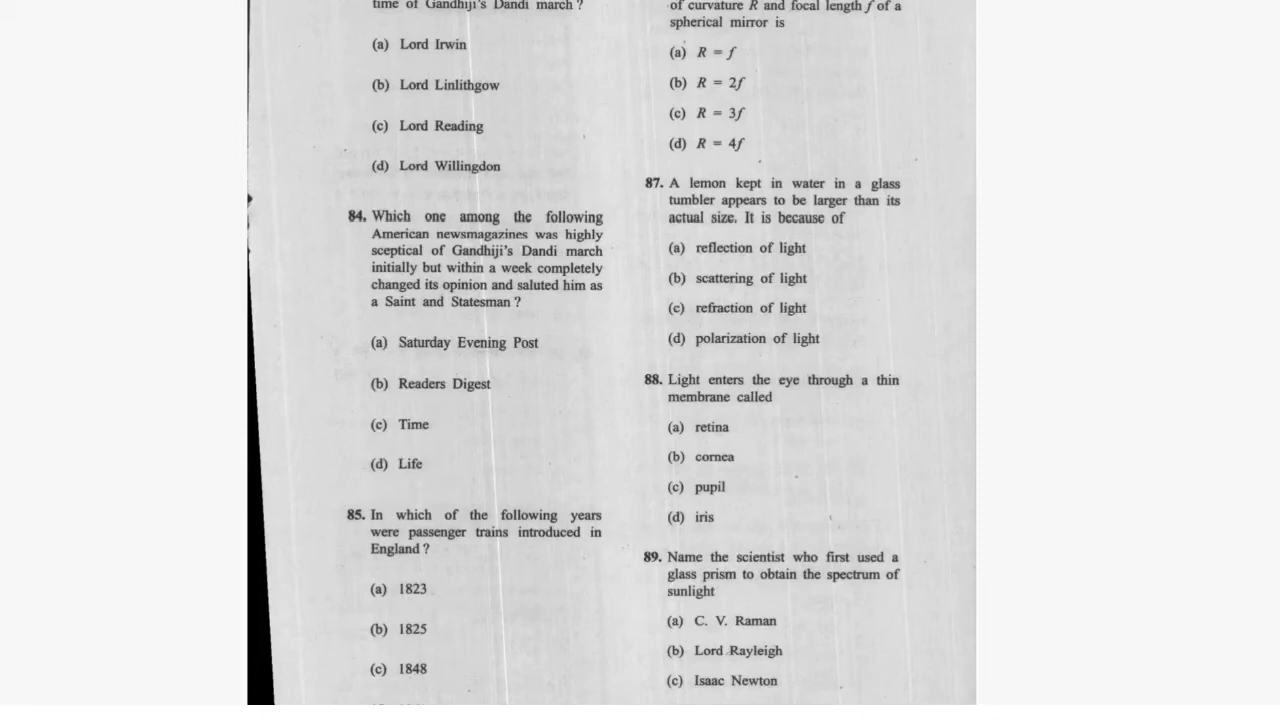 time of Gandhiji's Dandi march ?
(a) Lord Irwin
(b) Lord Linlithgow
(c) Lord Reading
(d) Lord Willingdon
84. Which one among the following
American newsmagazines was highly
sceptical of Gandhiji's Dandi march
initially but within a week completely
changed its opinion and saluted him as
a Saint and Statesman ?
(a) Saturday Evening Post
(b) Readers Digest
(c) Time
(d) Life
85. In which of the following years
were passenger trains introduced in
England ?
(a) 1823
(b) 1825
(c) 1848
of curvature R and focal length f of a
spherical mirror is
(a) R = f
(b) R = 2f
(c) R = 3f
(d) R = 4f
87. A lemon kept in water in a glass
tumbler appears to be larger than its
actual size. It is because of
(a) reflection of light
(b) scattering of light
(c) refraction of light
(d) polarization of light
88. Light enters the eye through a thin
membrane called
(a) retina
(b) cornea
(c) pupil
(d) iris
89. Name the scientist who first used a
glass prism to obtain the spectrum of
sunlight
(a) C. V. Raman
(b) Lord Rayleigh
(c) Isaac Newton